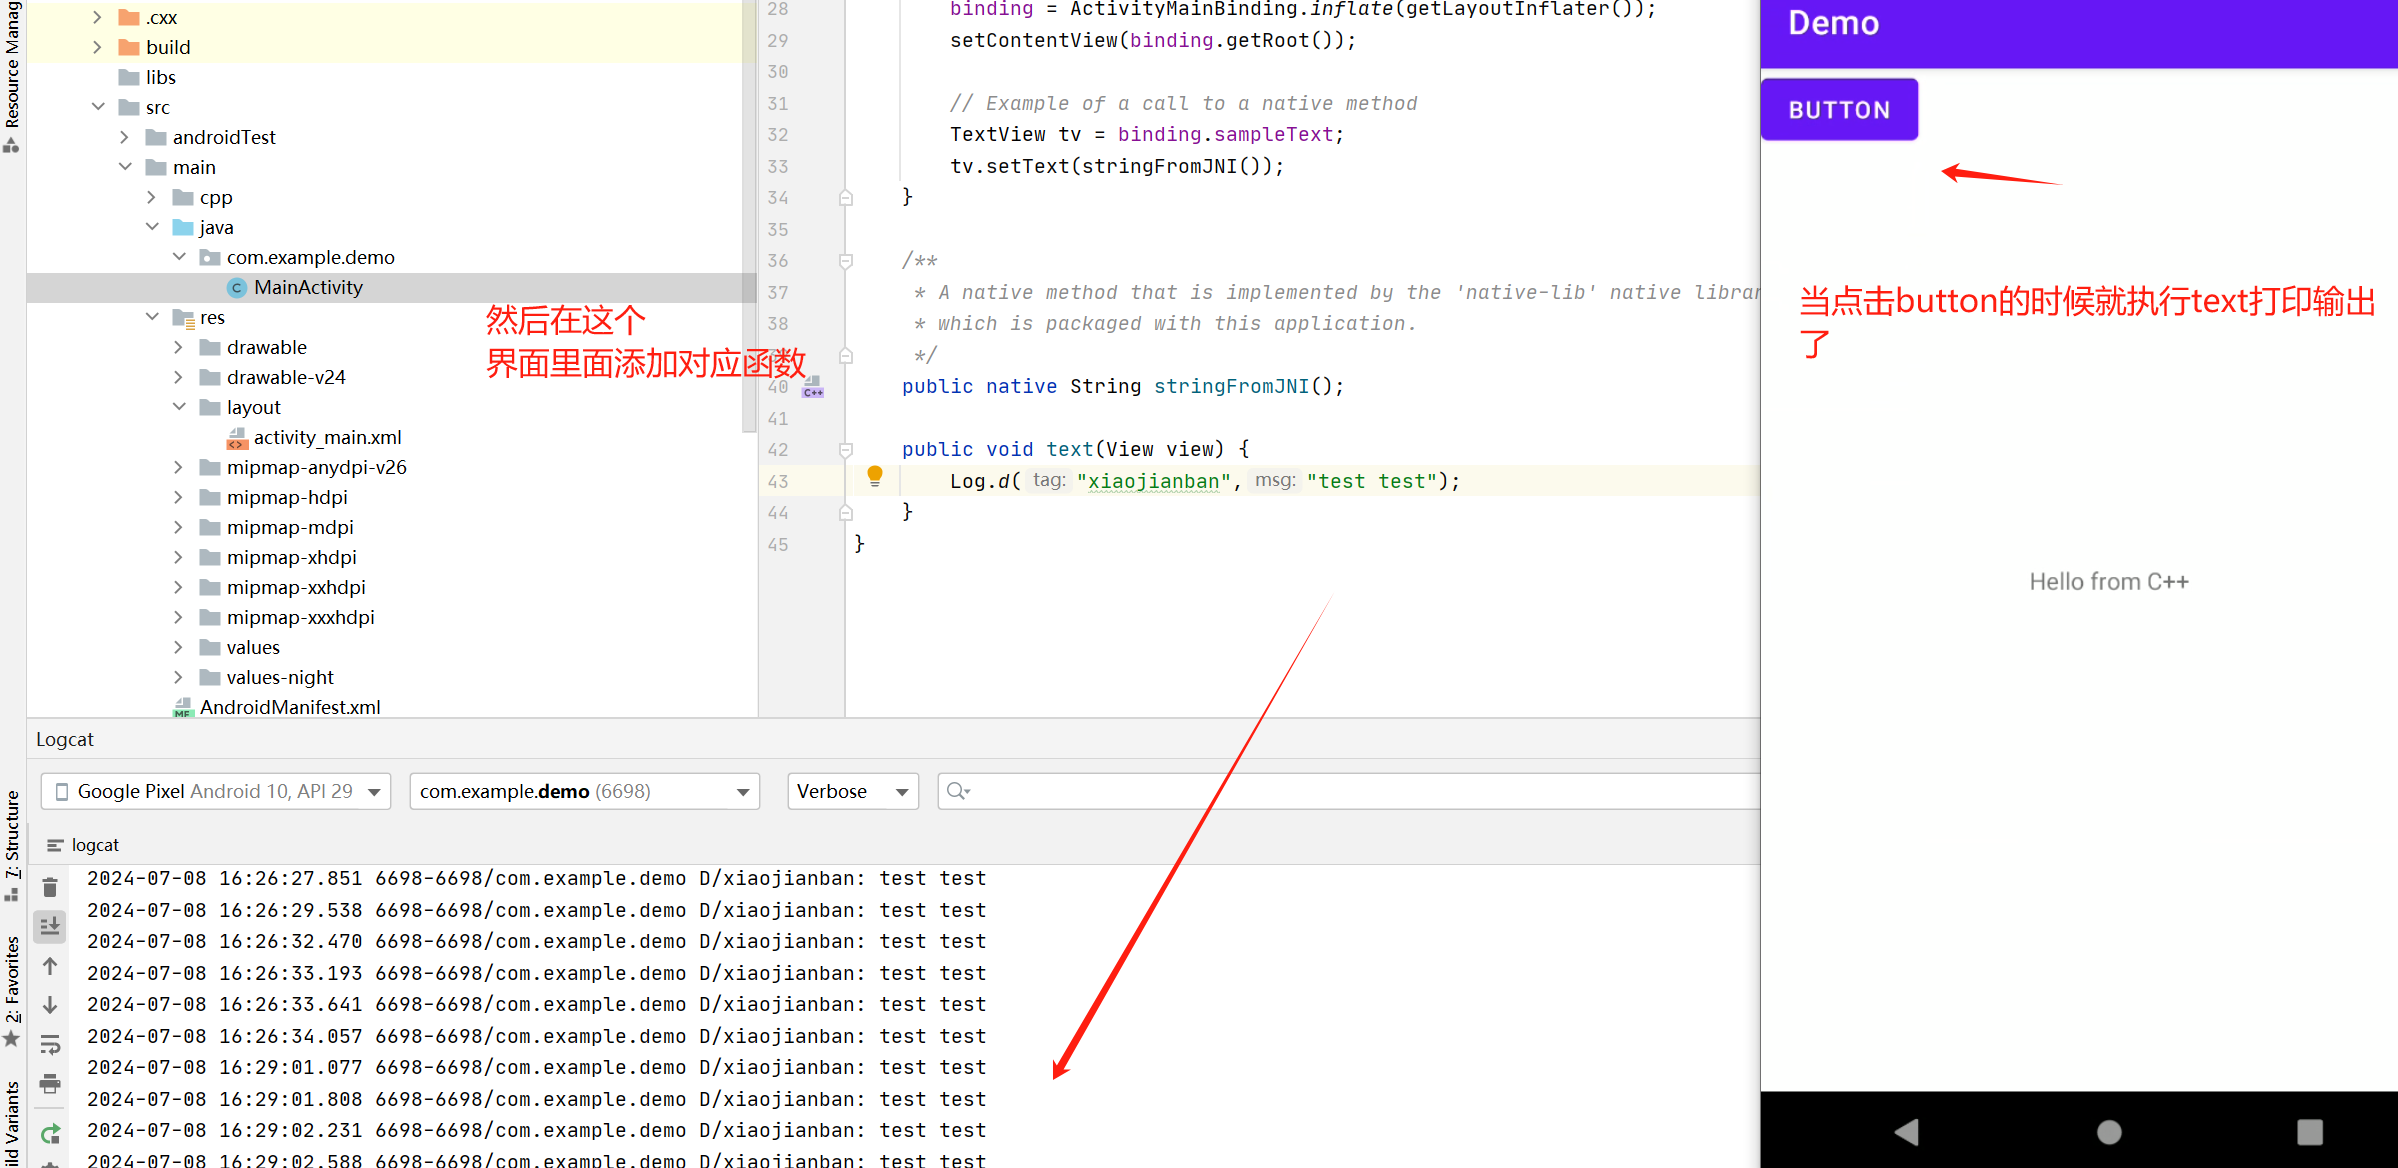 Resource Manag
.cxx
build
libs
src
androidTest
main
cpp
java
com.example.demo
MainActivity
res
drawable
drawable-v24
layout
activity_main.xml
mipmap-anydpi-v26
mipmap-hdpi
mipmap-mdpi
mipmap-xhdpi
mipmap-xxhdpi
mipmap-xxxhdpi
values
values-night
AndroidManifest.xml
然后在这个
界面里面添加对应函数
28 binding = ActivityMainBinding.inflate(getLayoutInflater());
29 setContentView(binding.getRoot());
30
31 // Example of a call to a native method
32 TextView tv = binding.sampleText;
33 tv.setText(stringFromJNI());
34 }
35
36 /**
37 * A native method that is implemented by the 'native-lib' native librar
38 * which is packaged with this application.
*/
40 public native String stringFromJNI();
41
42 public void text(View view) {
43 Log.d( tag: "xiaojianban", msg: "test test");
44 }
45 }
Demo
BUTTON
当点击button的时候就执行text打印输出
了
Hello from C++
Logcat
Google Pixel Android 10, API 29
com.example.demo (6698)
Verbose
logcat
2024-07-08 16:26:27.851 6698-6698/com.example.demo D/xiaojianban: test test
2024-07-08 16:26:29.538 6698-6698/com.example.demo D/xiaojianban: test test
2024-07-08 16:26:32.470 6698-6698/com.example.demo D/xiaojianban: test test
2024-07-08 16:26:33.193 6698-6698/com.example.demo D/xiaojianban: test test
2024-07-08 16:26:33.641 6698-6698/com.example.demo D/xiaojianban: test test
2024-07-08 16:26:34.057 6698-6698/com.example.demo D/xiaojianban: test test
2024-07-08 16:29:01.077 6698-6698/com.example.demo D/xiaojianban: test test
2024-07-08 16:29:01.808 6698-6698/com.example.demo D/xiaojianban: test test
2024-07-08 16:29:02.231 6698-6698/com.example.demo D/xiaojianban: test test
2024-07-08 16:29:02.588 6698-6698/com.example.demo D/xiaojianban: test test
7: Structure
2: Favorites
ild Variants